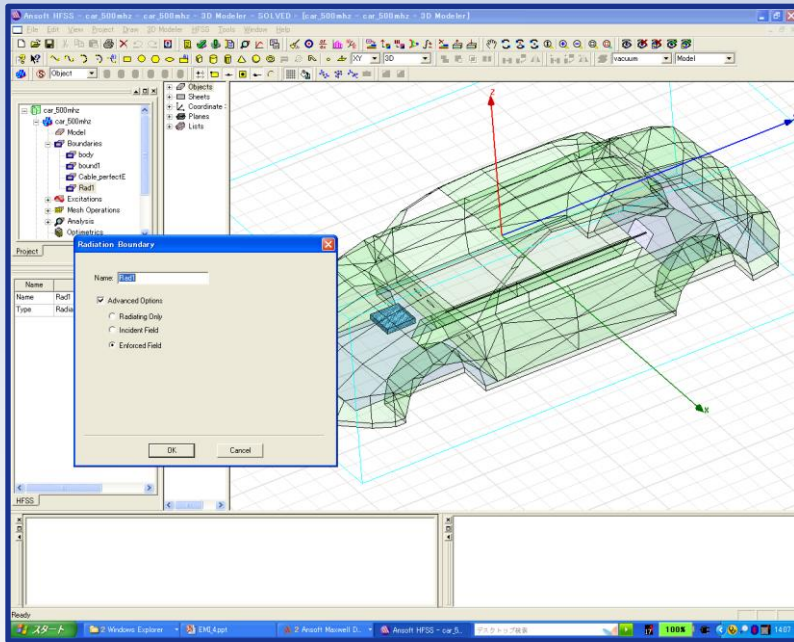 Ansoft HFSS - car_500mhz - car_500mhz - 3D Modeler - SOLVED - [car_500mhz - car_500mhz - 3D Modeler]
File Edit View Project Draw 3D Modeler HFSS Tools Window Help
XY 3D vacuum Model
Object
car_500mhz
car_500mhz
Model
Boundaries
body
bound1
Cable_perfectE
Rad1
Excitations
Mesh Operations
Analysis
Optimetrics
Project
Objects
Sheets
Coordinate
Planes
Lists
Z
X
Name
Name Rad1
Type Radia
HFSS
Radiation Boundary
Name: Rad1
Advanced Options
Radiating Only
Incident Field
Enforced Field
OK Cancel
Ready
スタート 2 Windows Explorer EMI_4.ppt 2 Ansoft Maxwell D... Ansoft HFSS - car_5... デスクトップ検索 100% 14:07